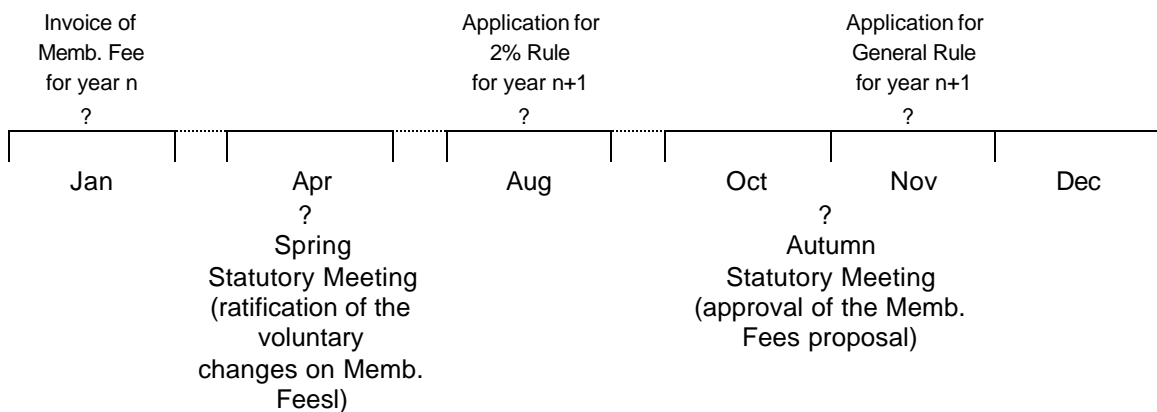 Invoice of
Memb. Fee
for year n
?
Application for
2% Rule
for year n+1
?
Application for
General Rule
for year n+1
?
Jan
Apr
Aug
Oct
Nov
Dec
?
Spring
Statutory Meeting
(ratification of the
voluntary
changes on Memb.
Feesl)
?
Autumn
Statutory Meeting
(approval of the Memb.
Fees proposal)